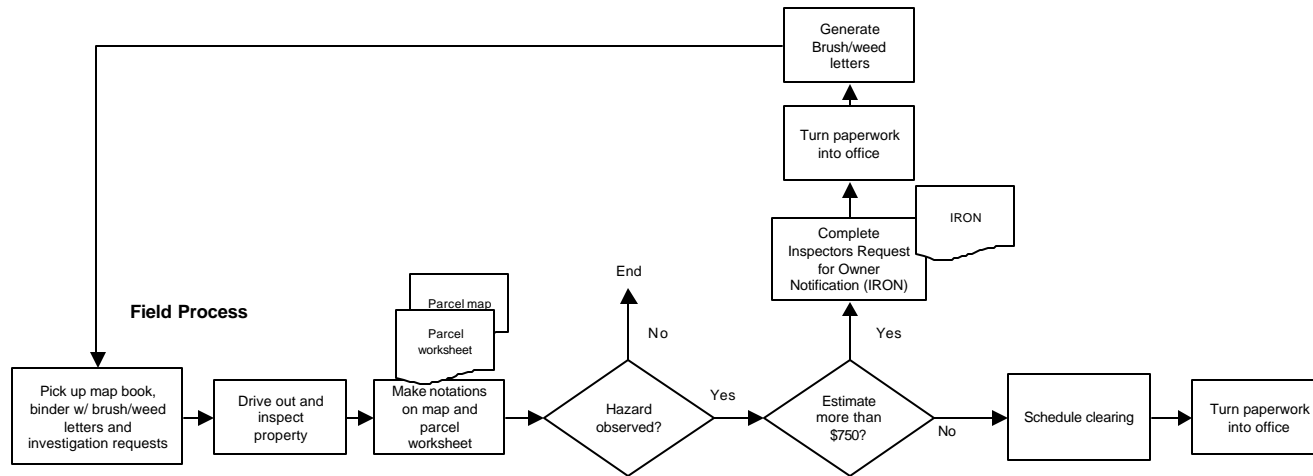 Generate
Brush/weed
letters
Turn paperwork
into office
IRON
Complete
Inspectors Request
for Owner
Notification (IRON)
End
Parcel map
Field Process
No
Yes
Parcel
worksheet
Pick up map book,
binder w/ brush/weed
letters and
investigation requests
Drive out and
inspect
property
Make notations
on map and
parcel
worksheet
Hazard
observed?
Yes
Estimate
more than
$750?
No
Schedule clearing
Turn paperwork
into office